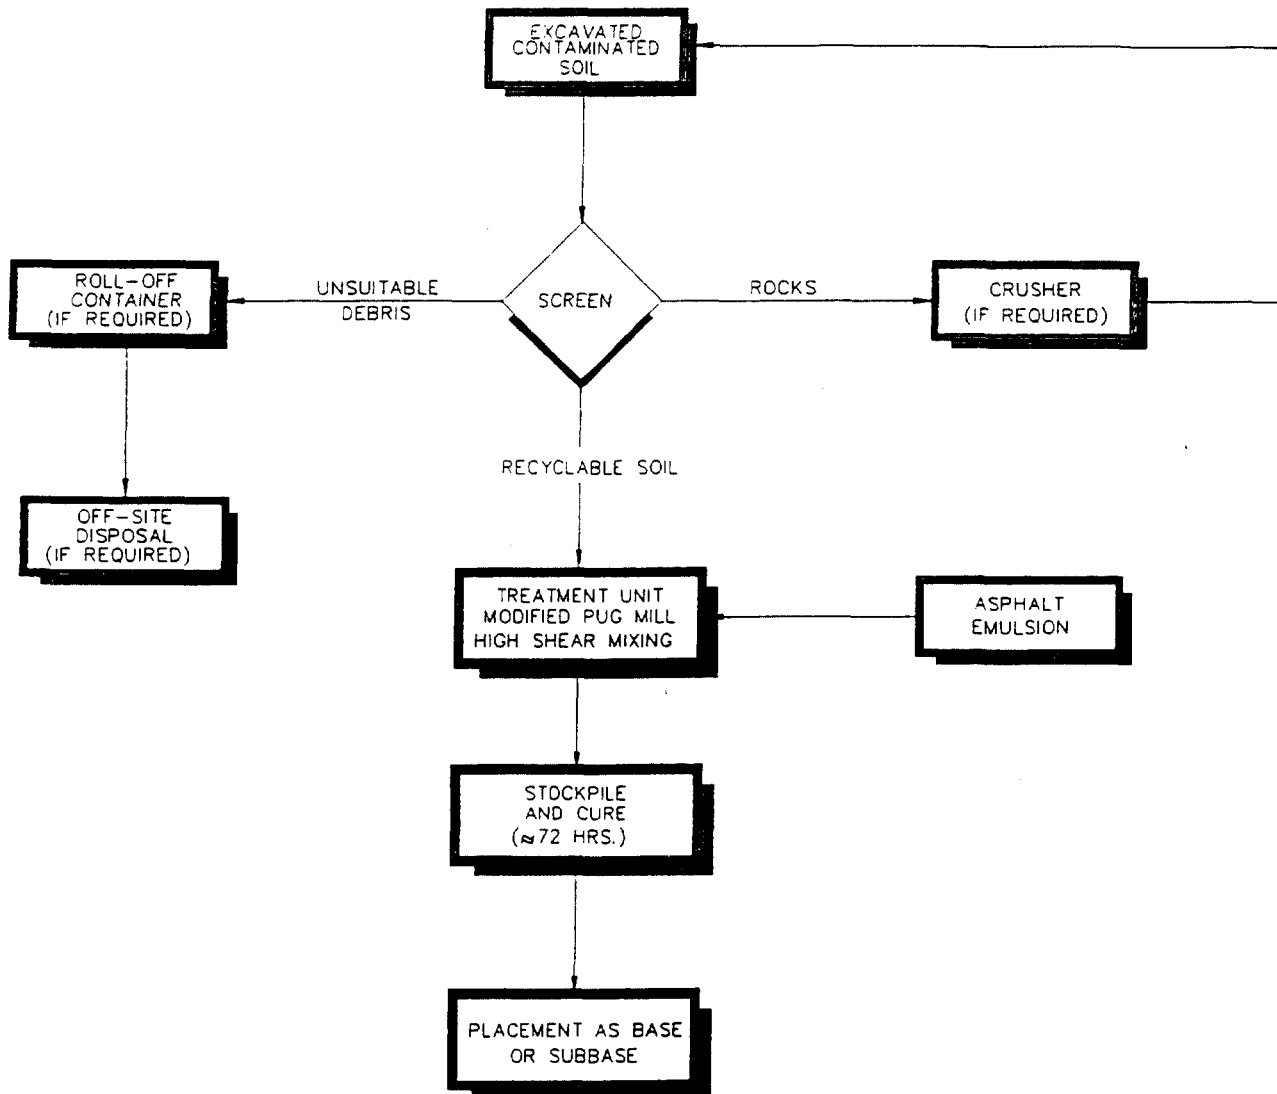 EXCAVATED
CONTAMINATED
SOIL
ROLL-OFF
CONTAINER
(IF REQUIRED)
UNSUITABLE
DEBRIS
SCREEN
ROCKS
CRUSHER
(IF REQUIRED)
RECYCLABLE SOIL
OFF-SITE
DISPOSAL
(IF REQUIRED)
TREATMENT UNIT
MODIFIED PUG MILL
HIGH SHEAR MIXING
ASPHALT
EMULSION
STOCKPILE
AND CURE
(≈72 HRS.)
PLACEMENT AS BASE
OR SUBBASE